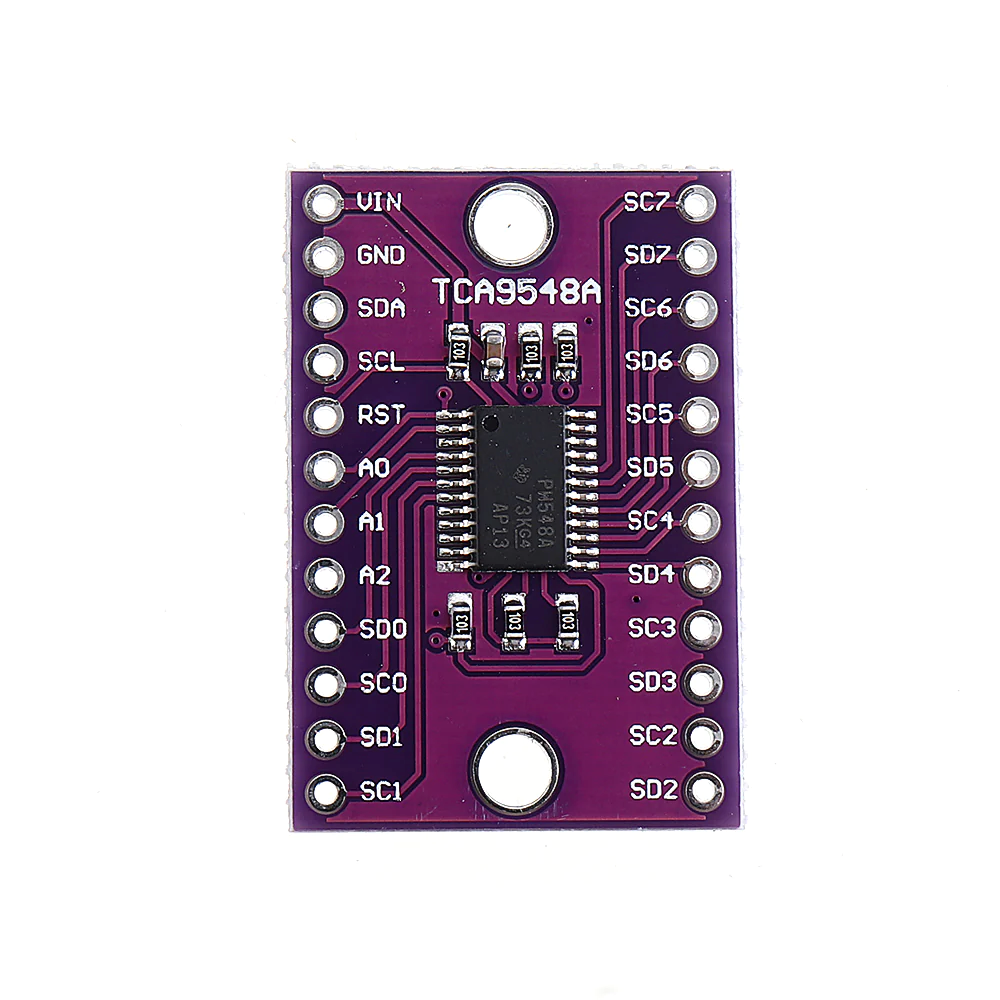 VIN SC7
GND SD7
TCA9548A
SDA SC6
SCL SD6
103 103 103
RST SC5
A0 SD5
PW548A
73KG4
AP13
A1 SC4
A2 SD4
SD0 SC3
103 103 103
SC0 SD3
SD1 SC2
SC1 SD2